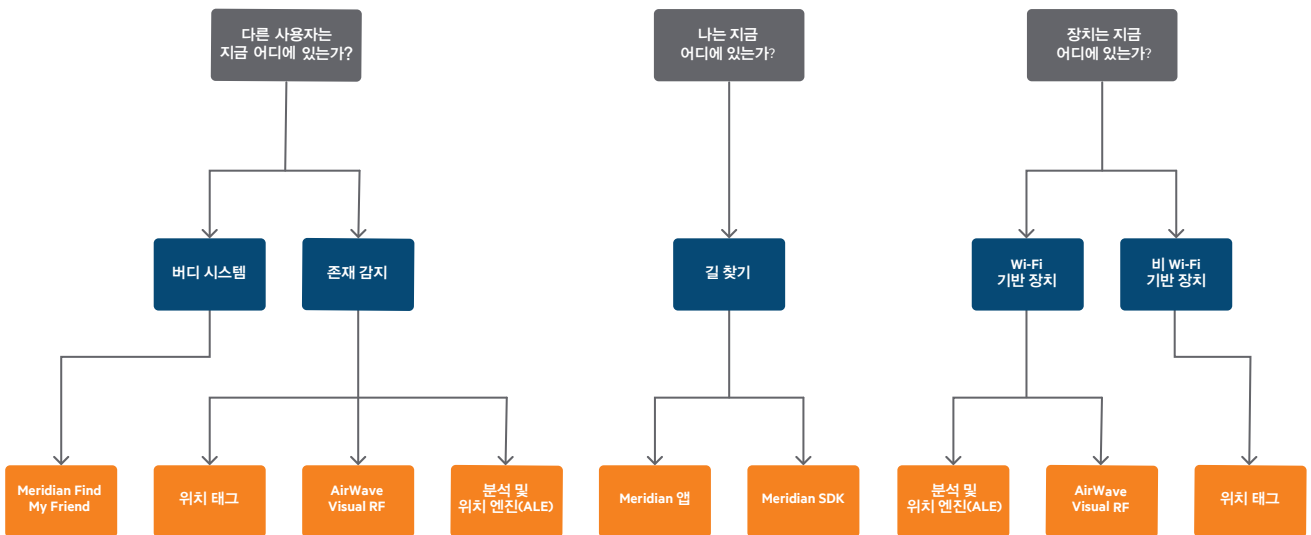 다른 사용자는
지금 어디에 있는가?
나는 지금
어디에 있는가?
장치는 지금
어디에 있는가?
버디 시스템
존재 감지
길 찾기
Wi-Fi
기반 장치
비 Wi-Fi
기반 장치
Meridian Find
My Friend
위치 태그
AirWave
Visual RF
분석 및
위치 엔진(ALE)
Meridian 앱
Meridian SDK
분석 및
위치 엔진(ALE)
AirWave
Visual RF
위치 태그